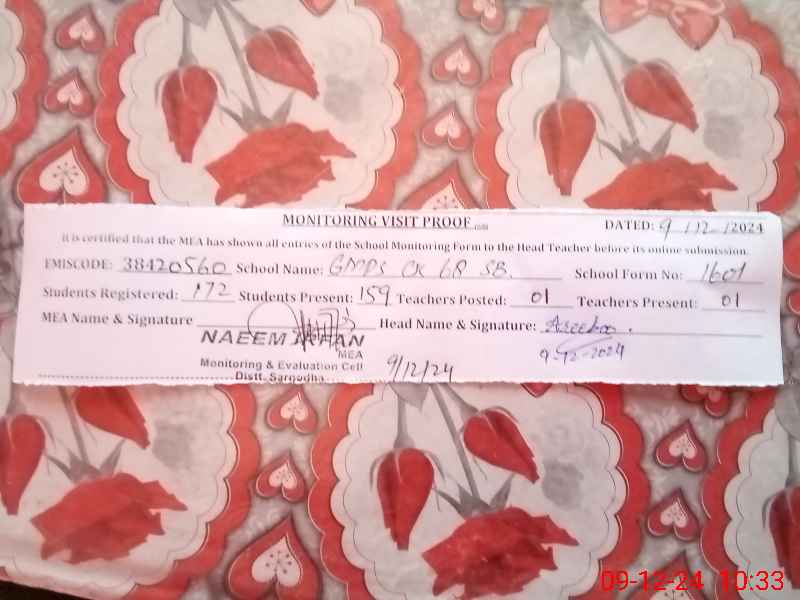 MONITORING VISIT PROOF
DATED: 9/12/2024
It is certified that the MEA has shown all entries of the School Monitoring Form to the Head Teacher before its online submission.
EMISCODE: 38420560 School Name: GMPS CK 68 SB. School Form No: 1601
Students Registered: 172 Students Present: 159 Teachers Posted: 01 Teachers Present: 01
MEA Name & Signature Head Name & Signature:
NAEEM
MEA
Monitoring & Evaluation Cell
Distt. Sargodha
9/12/24
9-12-2024
09-12-24 10:33